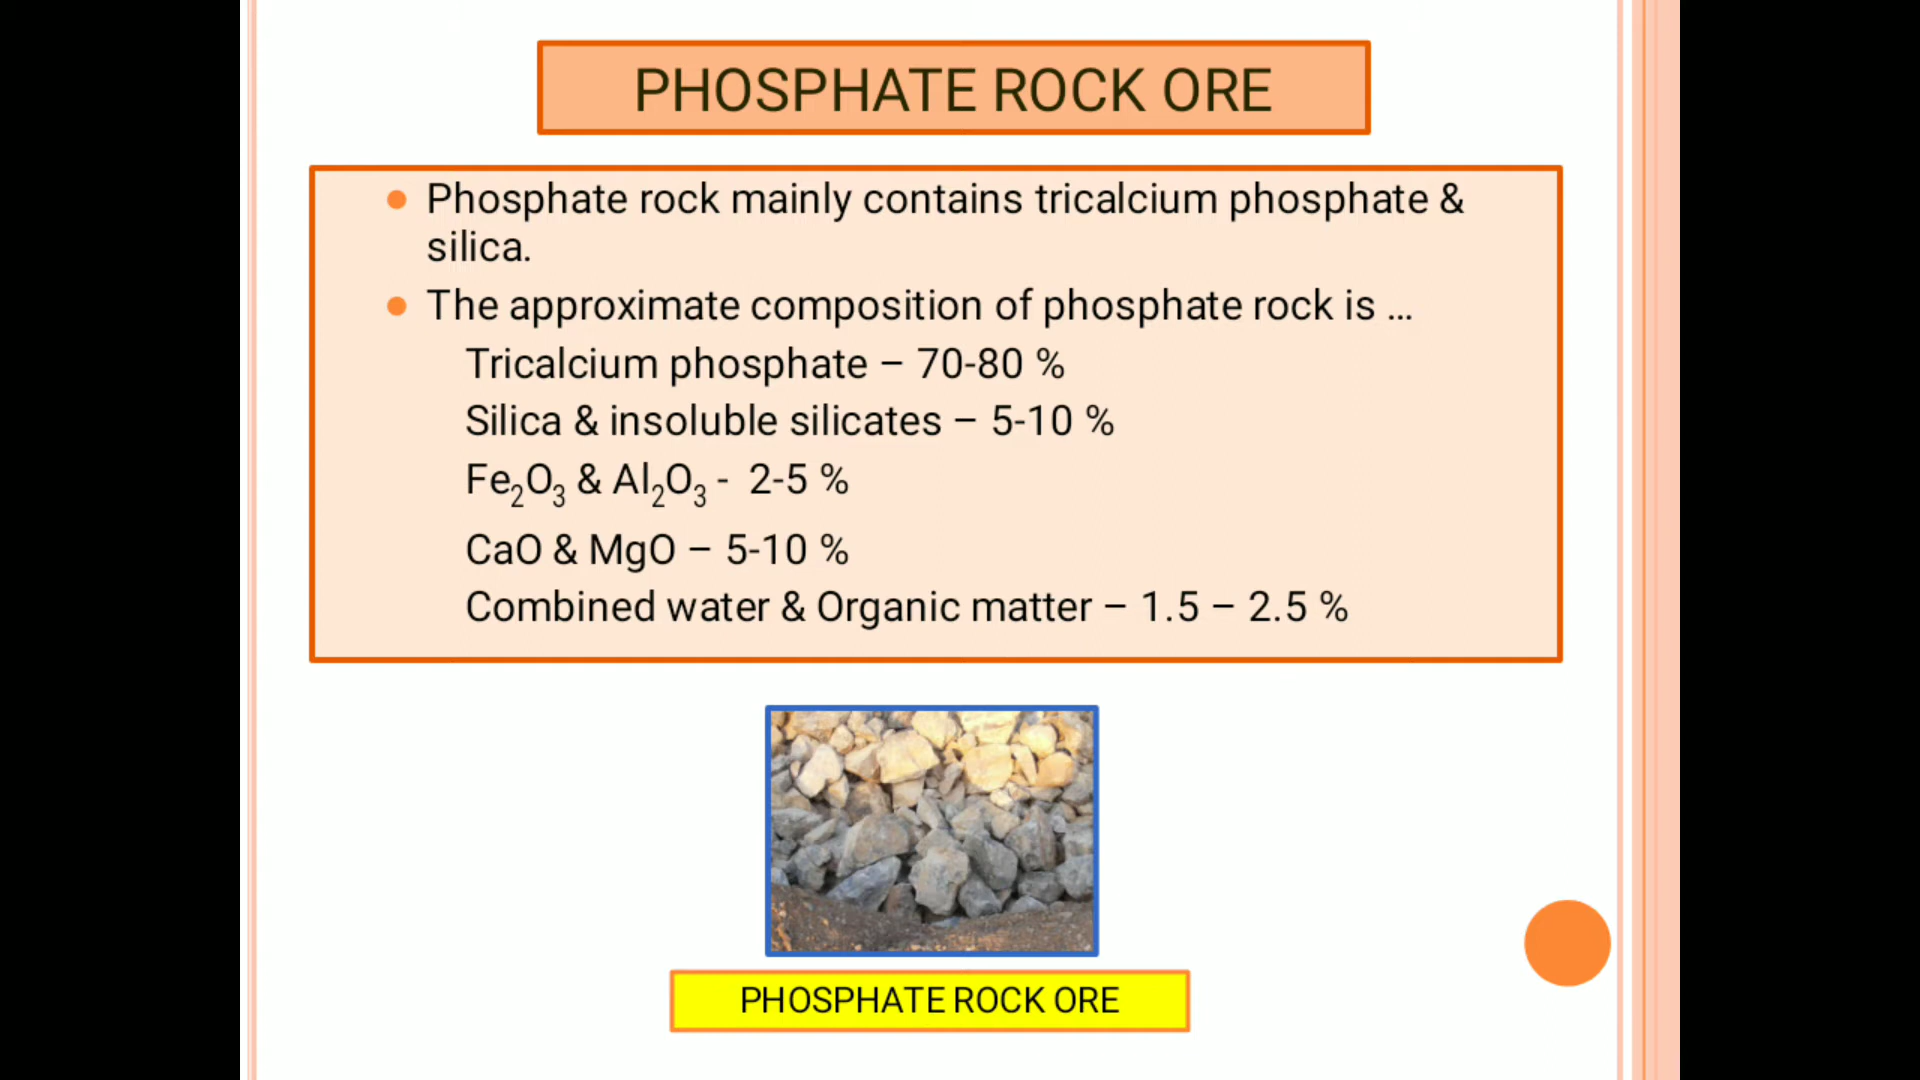 PHOSPHATE ROCK ORE
Phosphate rock mainly contains tricalcium phosphate &
silica.
The approximate composition of phosphate rock is ...
Tricalcium phosphate – 70-80 %
Silica & insoluble silicates – 5-10 %
Fe₂O₃ & Al₂O₃ - 2-5 %
CaO & MgO – 5-10 %
Combined water & Organic matter – 1.5 – 2.5 %
PHOSPHATE ROCK ORE